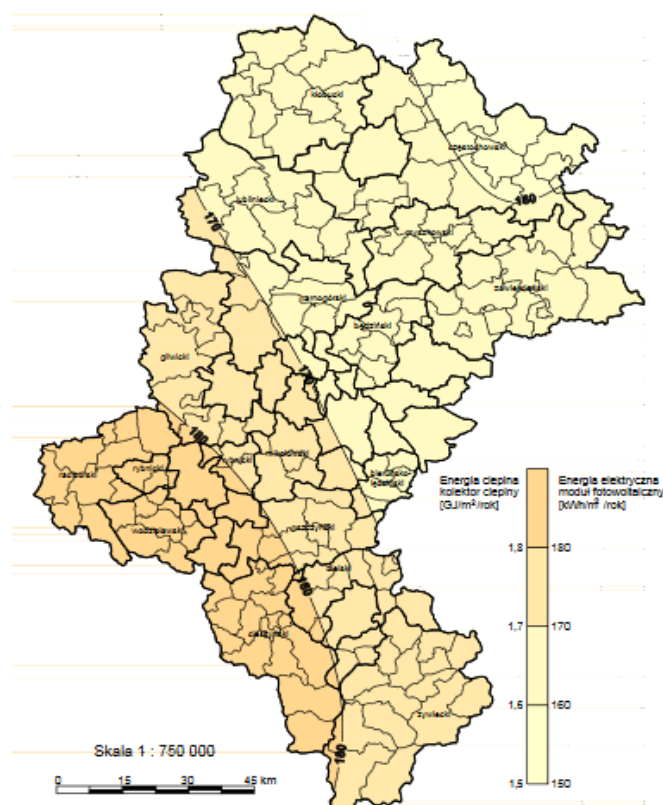 kłobucki
częstochowski
160
lubliniecki
170
myszkowski
zawierciański
tarnogórski
będziński
gliwicki
180
mikołowski
rybnicki
raciborski
rybnicki
bieruńsko-
lędziński
wodzisławski
pszczyński
bielski
180
cieszyński
żywiecki
180
Energia cieplna
kolektor cieplny
[GJ/m²/rok]
Energia elektryczna
moduł fotowoltaiczny
[kWh/m² /rok]
1,8 180
1,7 170
1,6 160
1,5 150
Skala 1 : 750 000
0 15 30 45 km